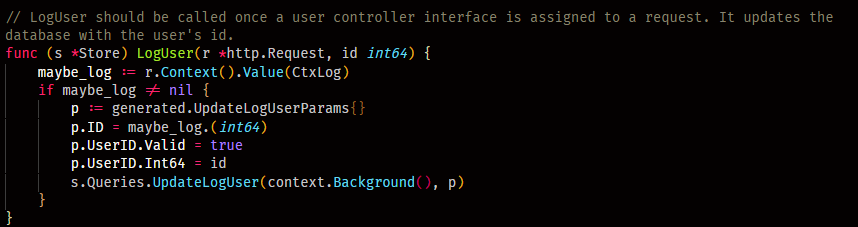 // LogUser should be called once a user controller interface is assigned to a request. It updates the
database with the user's id.
func (s *Store) LogUser(r *http.Request, id int64) {
    maybe_log := r.Context().Value(CtxLog)
    if maybe_log ≠ nil {
        p := generated.UpdateLogUserParams{}
        p.ID = maybe_log.(int64)
        p.UserID.Valid = true
        p.UserID.Int64 = id
        s.Queries.UpdateLogUser(context.Background(), p)
    }
}